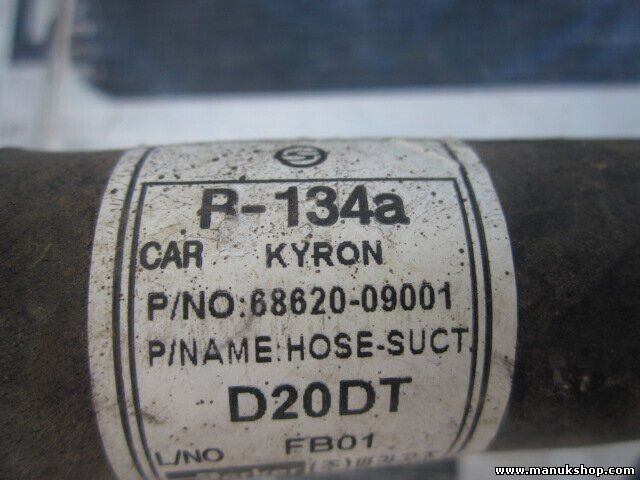 R-134a
CAR KYRON
P/NO:68620-09001
P/NAME:HOSE-SUCT
D20DT
L/NO FB01
www.manukshop.com